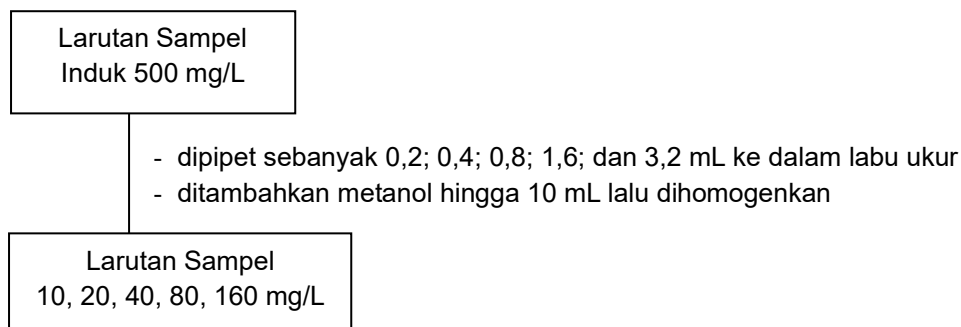 Larutan Sampel
Induk 500 mg/L
- dipipet sebanyak 0,2; 0,4; 0,8; 1,6; dan 3,2 mL ke dalam labu ukur
- ditambahkan metanol hingga 10 mL lalu dihomogenkan
Larutan Sampel
10, 20, 40, 80, 160 mg/L